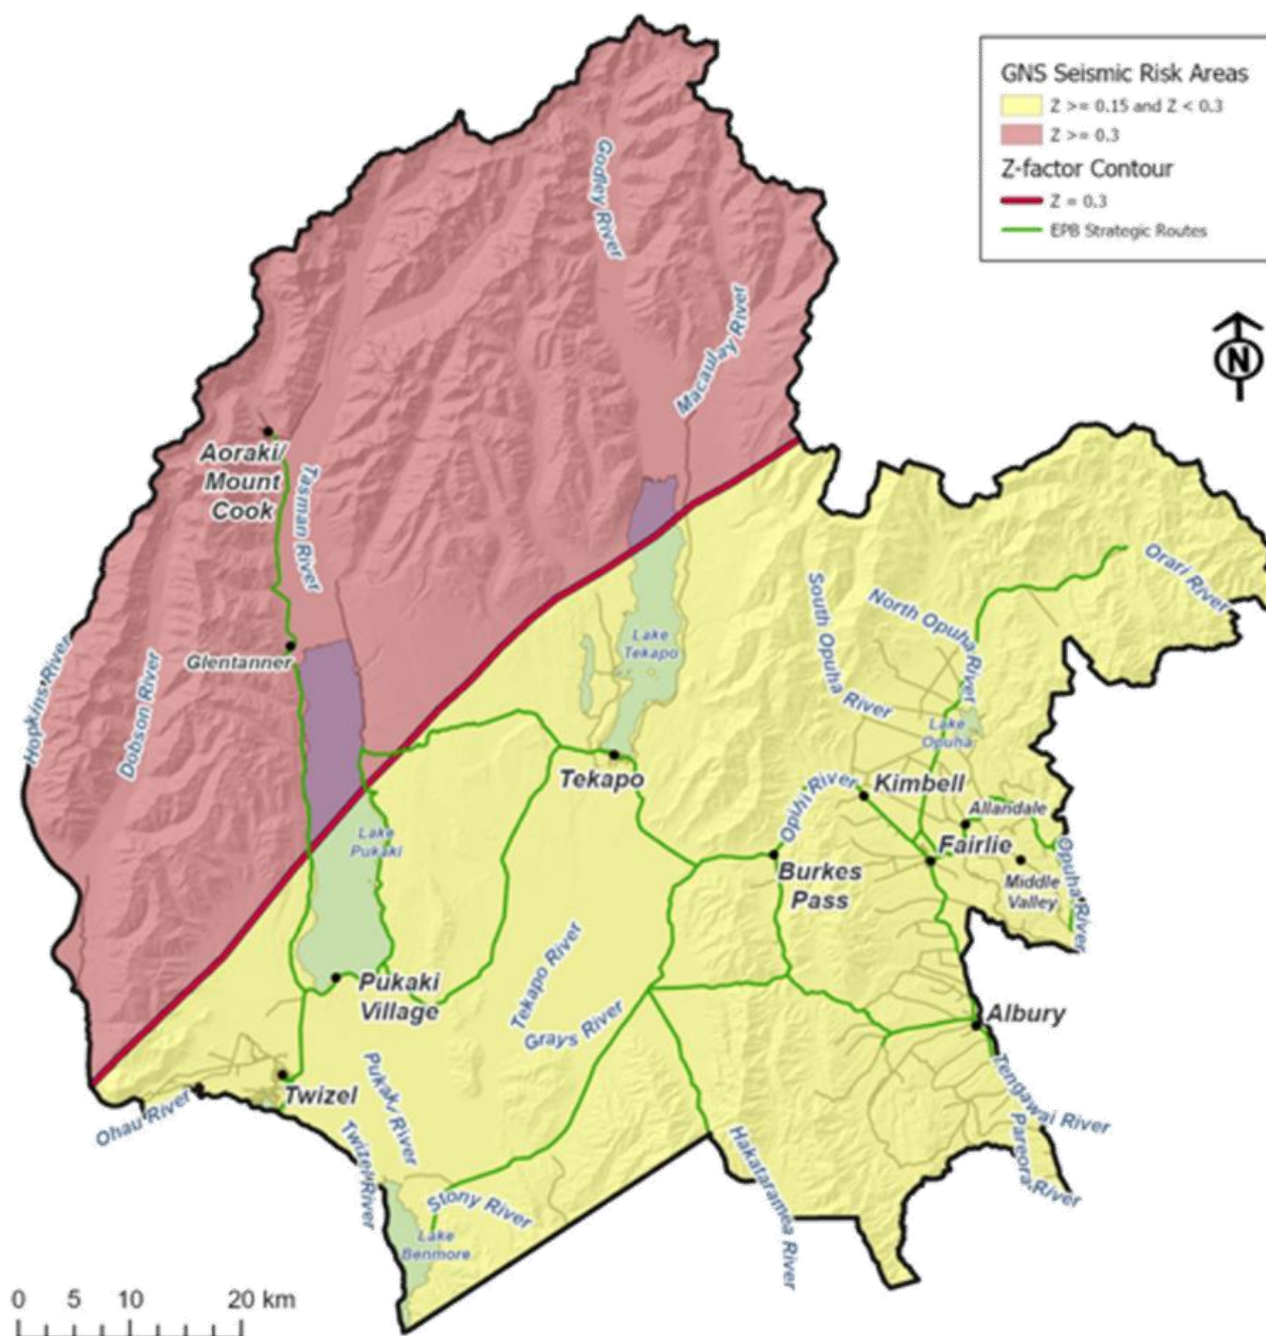 GNS Seismic Risk Areas
Z >= 0.15 and Z < 0.3
Z >= 0.3
Z-factor Contour
Z = 0.3
EPB Strategic Routes
N
Godley River
Macauley River
Aoraki/
Mount
Cook
Tasman River
Glentanner
Hopkins River
Dobson River
Lake
Tekapo
South Opuha River
North Opuha River
Orari River
Lake
Opuha
Tekapo
Opihi River
Kimbell
Allandale
Fairlie
Lake
Pukaki
Burkes
Pass
Middle
Valley
Opuha River
Pukaki
Village
Tekapo River
Grays River
Albury
Twizel
Ohau River
Pukaki River
Twizel River
Tengawai River
Pareora River
Hakataramea River
Stony River
Lake
Benmore
0 5 10 20 km